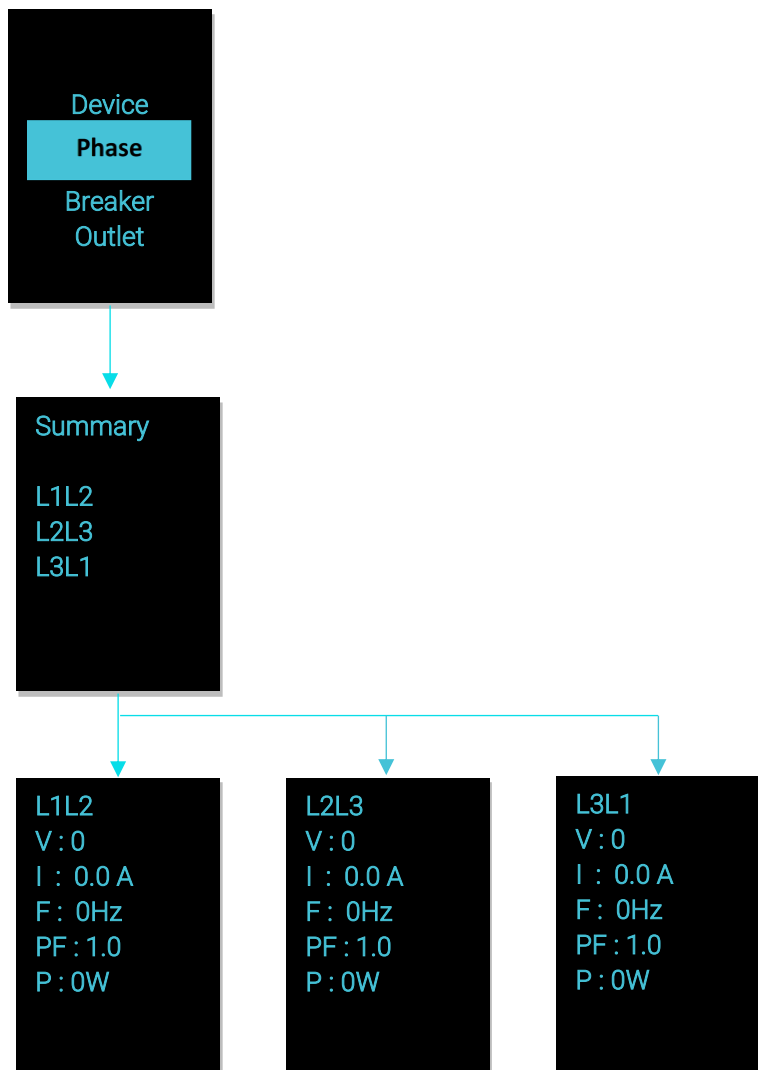 Device
Phase
Breaker
Outlet
Summary
L1L2
L2L3
L3L1
L1L2
V : 0
I : 0.0 A
F : 0Hz
PF : 1.0
P : 0W
L2L3
V : 0
I : 0.0 A
F : 0Hz
PF : 1.0
P : 0W
L3L1
V : 0
I : 0.0 A
F : 0Hz
PF : 1.0
P : 0W